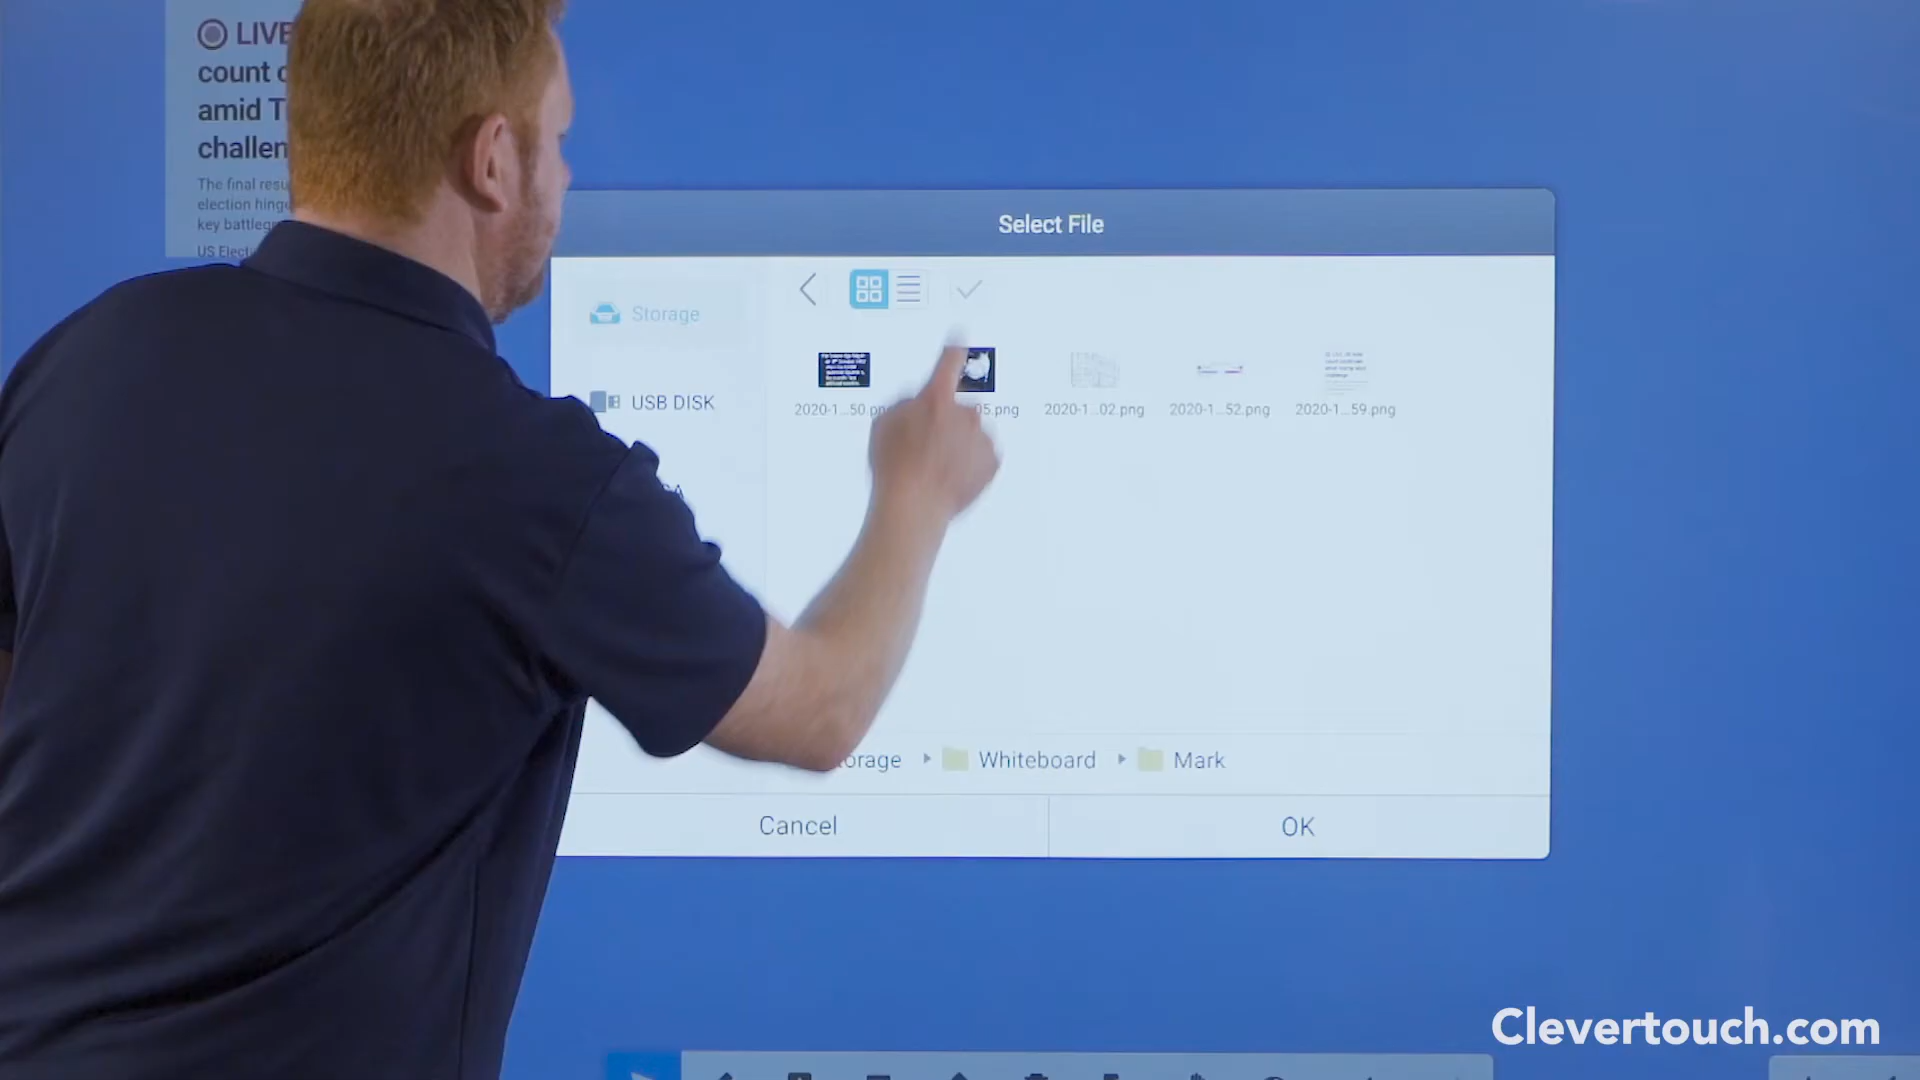 LIVE
count
amid
challen
The final resu
election hing
key battleg
US Elect
Select File
Storage
USB DISK
2020-1...50.png
05.png
2020-1...02.png
2020-1...52.png
2020-1...59.png
orage
Whiteboard
Mark
Cancel
OK
Clevertouch.com